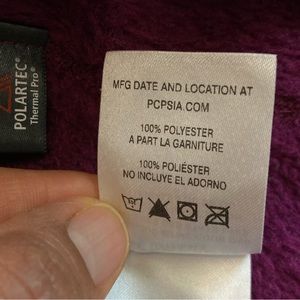 POLARTEC®
Thermal Pro®
MFG DATE AND LOCATION AT
PCPSIA.COM
100% POLYESTER
A PART LA GARNITURE
100% POLIÉSTER
NO INCLUYE EL ADORNO